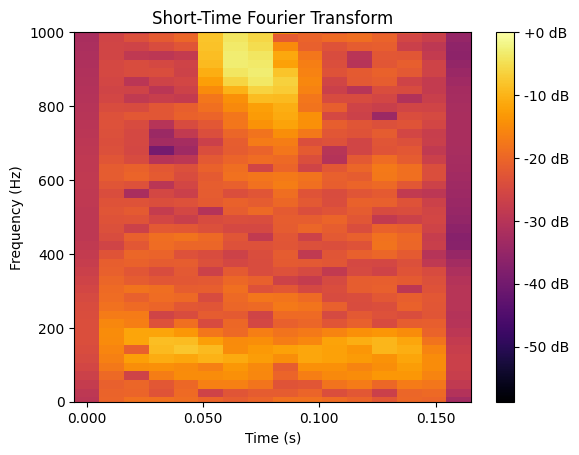 Short-Time Fourier Transform
1000
800
600
400
200
0
Frequency (Hz)
0.000
0.050
0.100
0.150
Time (s)
+0 dB
-10 dB
-20 dB
-30 dB
-40 dB
-50 dB